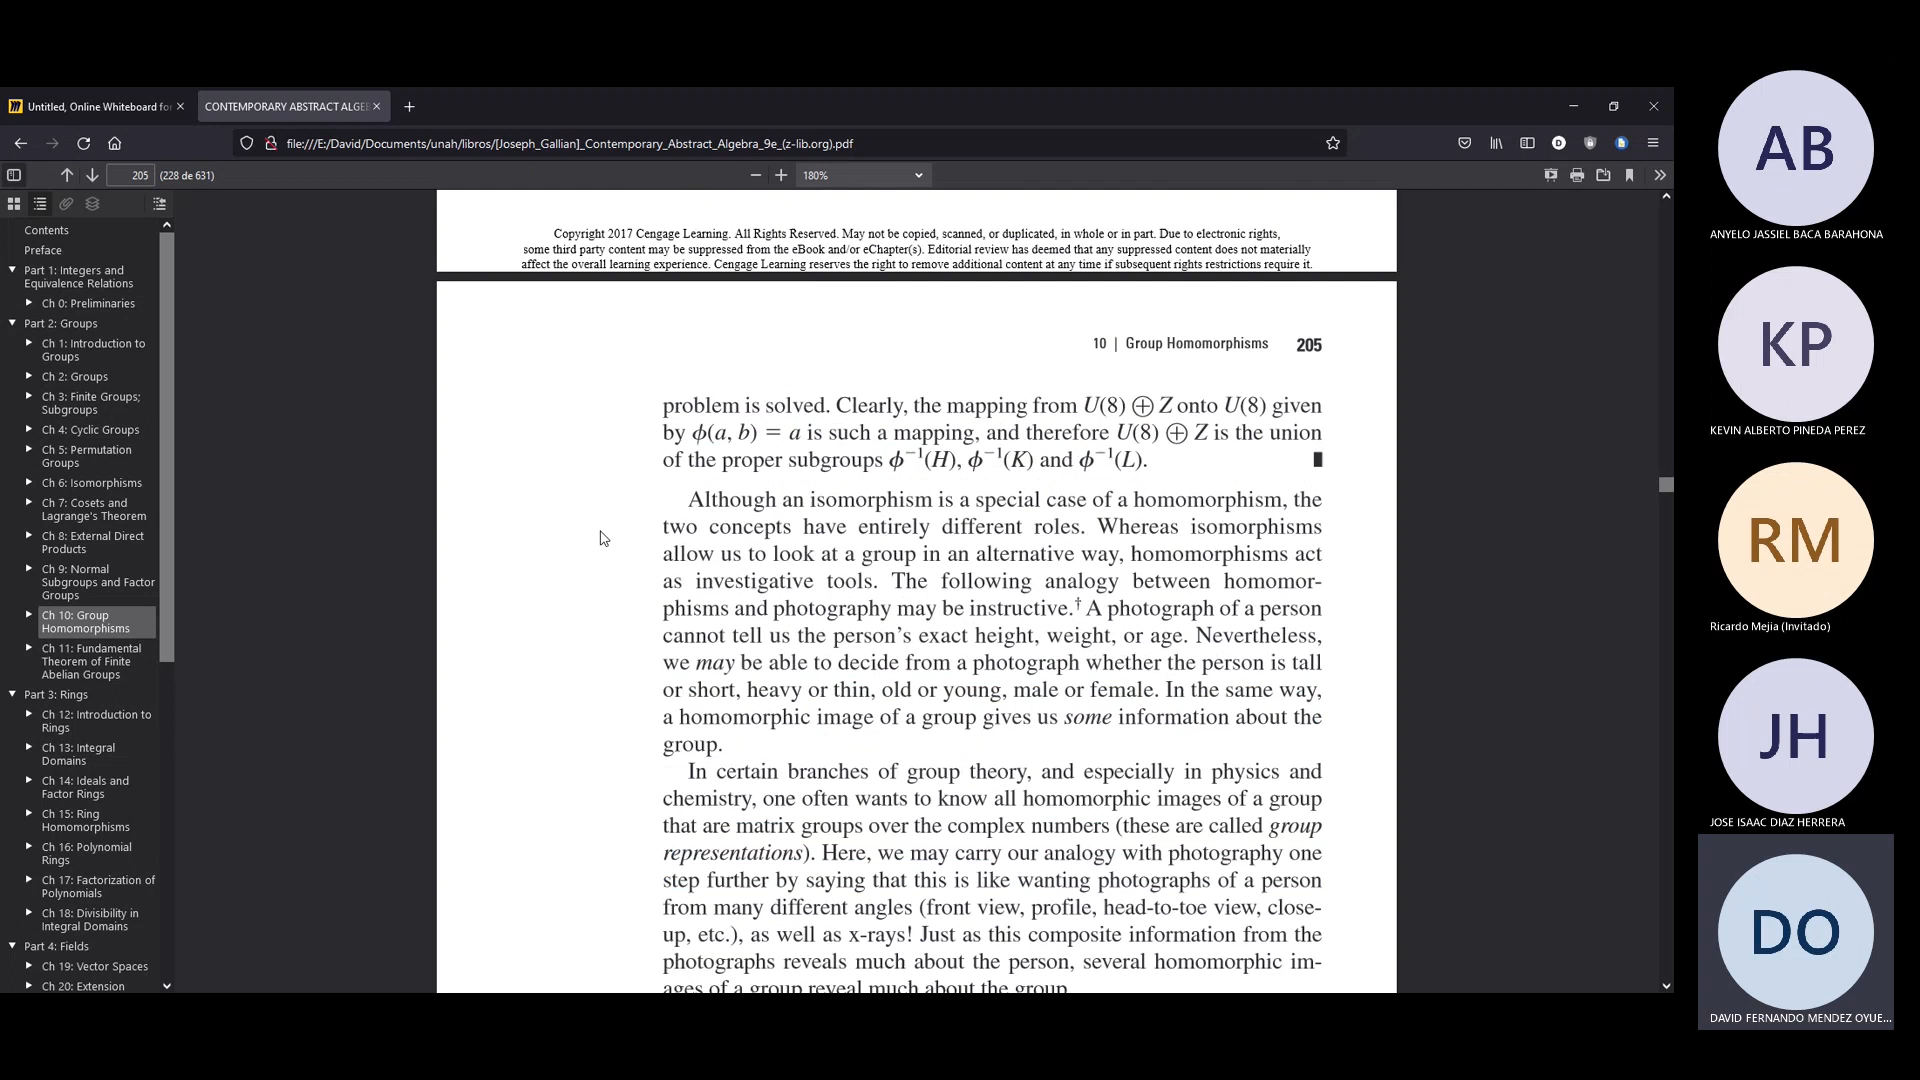 Untitled, Online Whiteboard for
CONTEMPORARY ABSTRACT ALGEB
file:///E:/David/Documents/unah/libros/[Joseph_Gallian]_Contemporary_Abstract_Algebra_9e_(z-lib.org).pdf
205 (228 de 631)
180%
Contents
Preface
Part 1: Integers and
Equivalence Relations
Ch 0: Preliminaries
Part 2: Groups
Ch 1: Introduction to
Groups
Ch 2: Groups
Ch 3: Finite Groups;
Subgroups
Ch 4: Cyclic Groups
Ch 5: Permutation
Groups
Ch 6: Isomorphisms
Ch 7: Cosets and
Lagrange's Theorem
Ch 8: External Direct
Products
Ch 9: Normal
Subgroups and Factor
Groups
Ch 10: Group
Homomorphisms
Ch 11: Fundamental
Theorem of Finite
Abelian Groups
Part 3: Rings
Ch 12: Introduction to
Rings
Ch 13: Integral
Domains
Ch 14: Ideals and
Factor Rings
Ch 15: Ring
Homomorphisms
Ch 16: Polynomial
Rings
Ch 17: Factorization of
Polynomials
Ch 18: Divisibility in
Integral Domains
Part 4: Fields
Ch 19: Vector Spaces
Ch 20: Extension
Copyright 2017 Cengage Learning. All Rights Reserved. May not be copied, scanned, or duplicated, in whole or in part. Due to electronic rights,
some third party content may be suppressed from the eBook and/or eChapter(s). Editorial review has deemed that any suppressed content does not materially
affect the overall learning experience. Cengage Learning reserves the right to remove additional content at any time if subsequent rights restrictions require it.
10 | Group Homomorphisms 205
problem is solved. Clearly, the mapping from U(8) ⊕ Z onto U(8) given
by ϕ(a, b) = a is such a mapping, and therefore U(8) ⊕ Z is the union
of the proper subgroups ϕ⁻¹(H), ϕ⁻¹(K) and ϕ⁻¹(L).
Although an isomorphism is a special case of a homomorphism, the
two concepts have entirely different roles. Whereas isomorphisms
allow us to look at a group in an alternative way, homomorphisms act
as investigative tools. The following analogy between homomor-
phisms and photography may be instructive.† A photograph of a person
cannot tell us the person's exact height, weight, or age. Nevertheless,
we may be able to decide from a photograph whether the person is tall
or short, heavy or thin, old or young, male or female. In the same way,
a homomorphic image of a group gives us some information about the
group.
In certain branches of group theory, and especially in physics and
chemistry, one often wants to know all homomorphic images of a group
that are matrix groups over the complex numbers (these are called group
representations). Here, we may carry our analogy with photography one
step further by saying that this is like wanting photographs of a person
from many different angles (front view, profile, head-to-toe view, close-
up, etc.), as well as x-rays! Just as this composite information from the
photographs reveals much about the person, several homomorphic im-
ages of a group reveal much about the group.
AB
ANYELO JASSIEL BACA BARAHONA
KP
KEVIN ALBERTO PINEDA PEREZ
RM
Ricardo Mejia (Invitado)
JH
JOSE ISAAC DIAZ HERRERA
DO
DAVID FERNANDO MENDEZ OYUE...